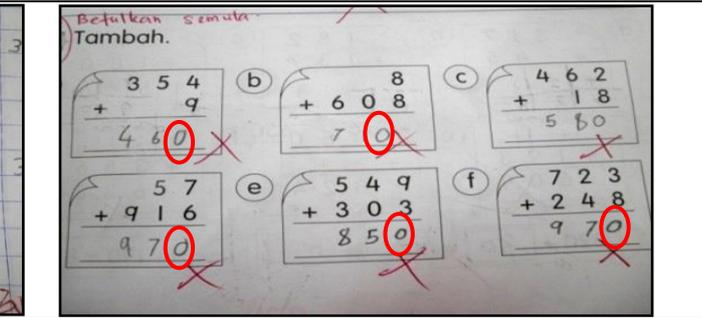 Betulkan semula.
Tambah.
3 5 4 b 8 c 4 6 2
+ 9 + 6 0 8 + 1 8
4 6 0 7 0 5 8 0
5 7 e 5 4 9 f 7 2 3
+ 9 1 6 + 3 0 3 + 2 4 8
9 7 0 8 5 0 9 7 0